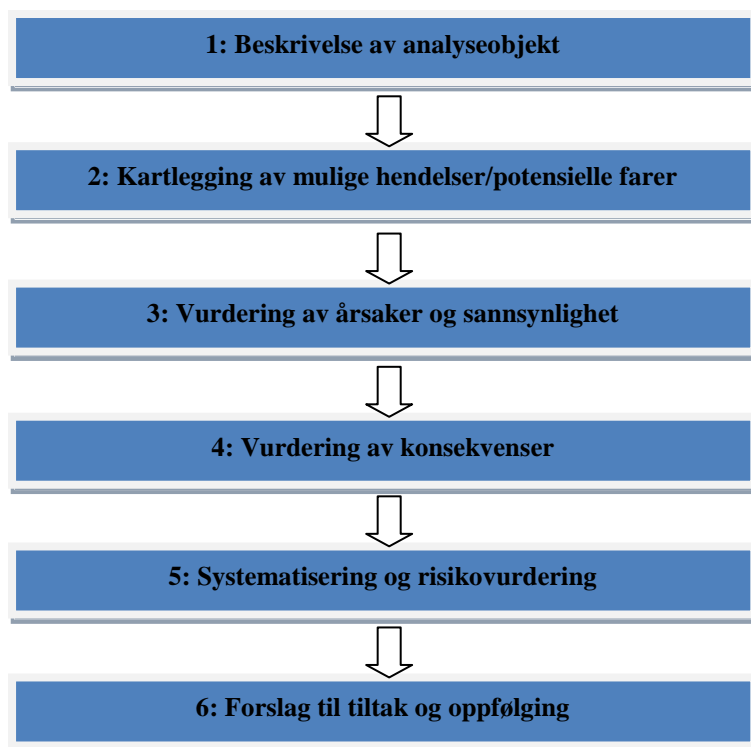 1: Beskrivelse av analyseobjekt
2: Kartlegging av mulige hendelser/potensielle farer
3: Vurdering av årsaker og sannsynlighet
4: Vurdering av konsekvenser
5: Systematisering og risikovurdering
6: Forslag til tiltak og oppfølging